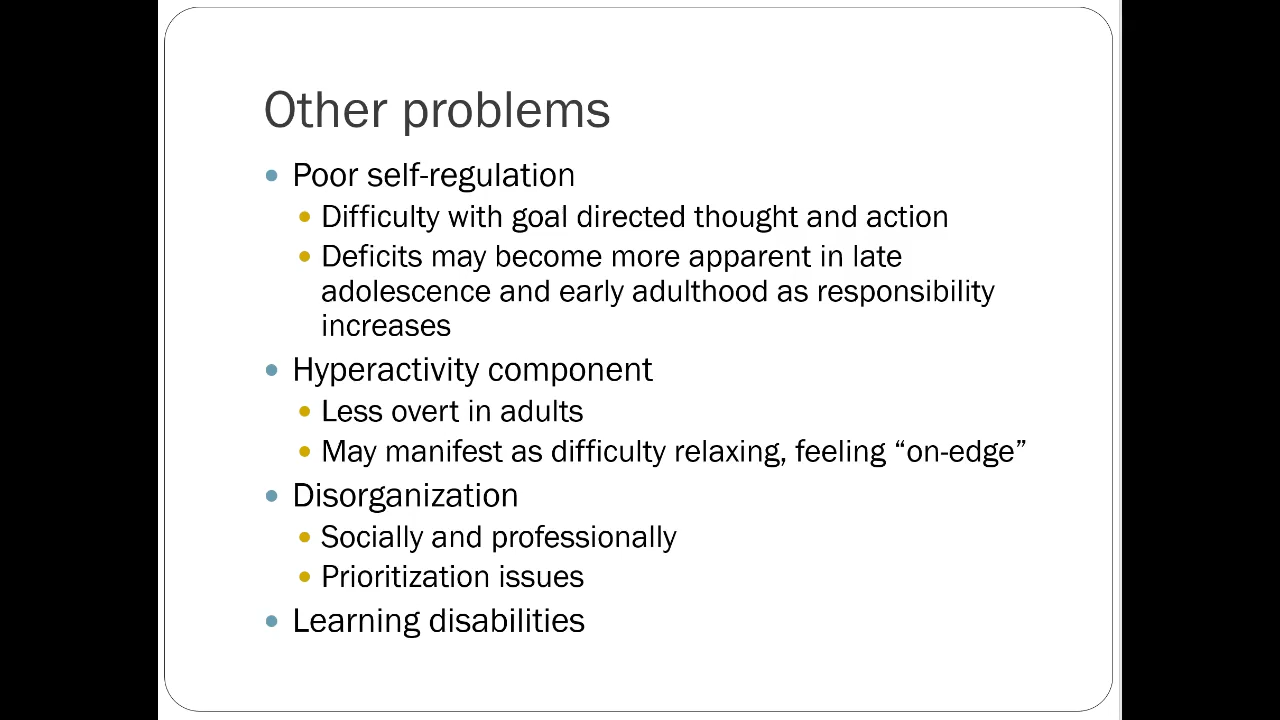 Other problems
Poor self-regulation
Difficulty with goal directed thought and action
Deficits may become more apparent in late
adolescence and early adulthood as responsibility
increases
Hyperactivity component
Less overt in adults
May manifest as difficulty relaxing, feeling “on-edge”
Disorganization
Socially and professionally
Prioritization issues
Learning disabilities